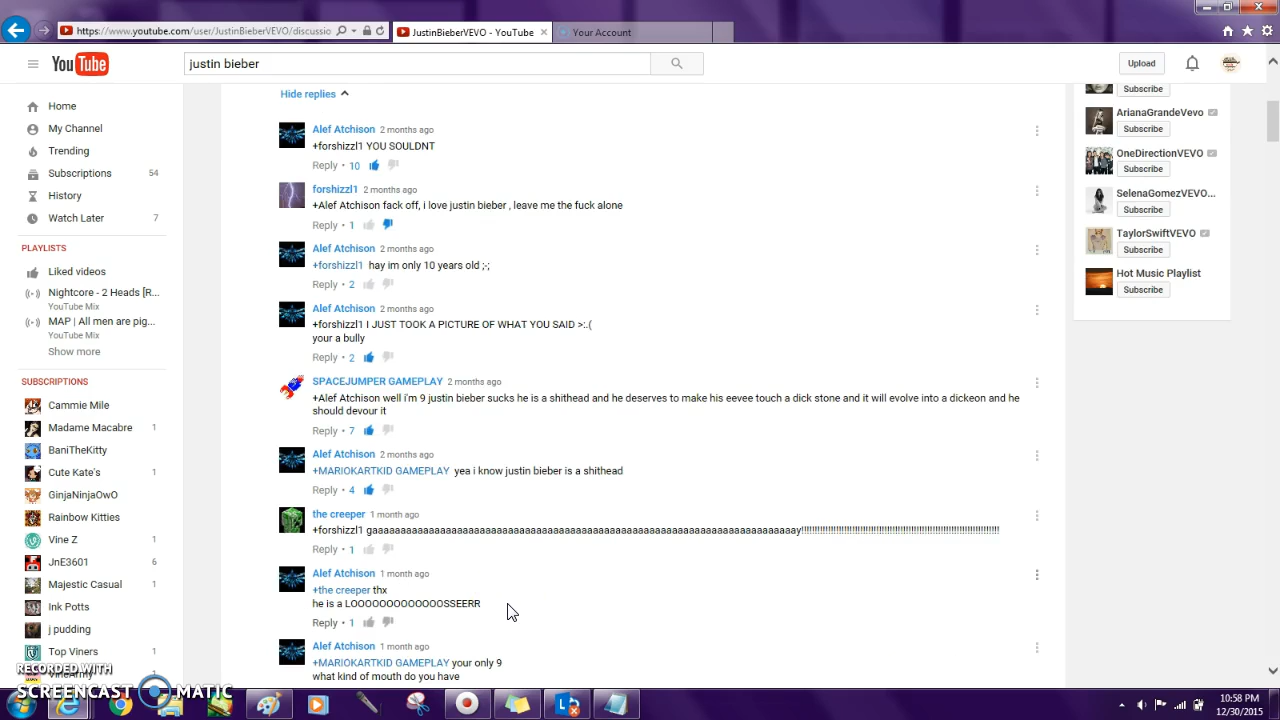 https://www.youtube.com/user/JustinBieberVEVO/discussio
JustinBieberVEVO - YouTube
Your Account
YouTube
justin bieber
Upload
Home
My Channel
Trending
Subscriptions 54
History
Watch Later 7
PLAYLISTS
Liked videos
Nightcore - 2 Heads [R...
YouTube Mix
MAP | All men are pig...
YouTube Mix
Show more
SUBSCRIPTIONS
Cammie Mile
Madame Macabre 1
BaniTheKitty
Cute Kate's 1
GinjaNinjaOwO
Rainbow Kitties
Vine Z 1
JnE3601 6
Majestic Casual 1
Ink Potts
j pudding
Top Viners 1
VineArmy
Hide replies
Alef Atchison 2 months ago
+forshizzl1 YOU SOULDNT
Reply • 10
forshizzl1 2 months ago
+Alef Atchison fack off, i love justin bieber , leave me the fuck alone
Reply • 1
Alef Atchison 2 months ago
+forshizzl1 hay im only 10 years old ;-;
Reply • 2
Alef Atchison 2 months ago
+forshizzl1 I JUST TOOK A PICTURE OF WHAT YOU SAID >:.(
your a bully
Reply • 2
SPACEJUMPER GAMEPLAY 2 months ago
+Alef Atchison well i'm 9 justin bieber sucks he is a shithead and he deserves to make his eevee touch a dick stone and it will evolve into a dickeon and he
should devour it
Reply • 7
Alef Atchison 2 months ago
+MARIOKARTKID GAMEPLAY yea i know justin bieber is a shithead
Reply • 4
the creeper 1 month ago
+forshizzl1 gaaaaaaaaaaaaaaaaaaaaaaaaaaaaaaaaaaaaaaaaaaaaaaaaaaaaaaaaaaaaaaaaaaaaaaaaaay!!!!!!!!!!!!!!!!!!!!!!!!!!!!!!!!!!!!!!!!!!!!!!!!!!!!!!!!!!!!!!
Reply • 1
Alef Atchison 1 month ago
+the creeper thx
he is a LOOOOOOOOOOOOOSSEERR
Reply • 1
Alef Atchison 1 month ago
+MARIOKARTKID GAMEPLAY your only 9
what kind of mouth do you have
Subscribe
ArianaGrandeVevo
Subscribe
OneDirectionVEVO
Subscribe
SelenaGomezVEVO...
Subscribe
TaylorSwiftVEVO
Subscribe
Hot Music Playlist
Subscribe
RECORDED WITH
SCREENCAST MATIC
10:58 PM
12/30/2015